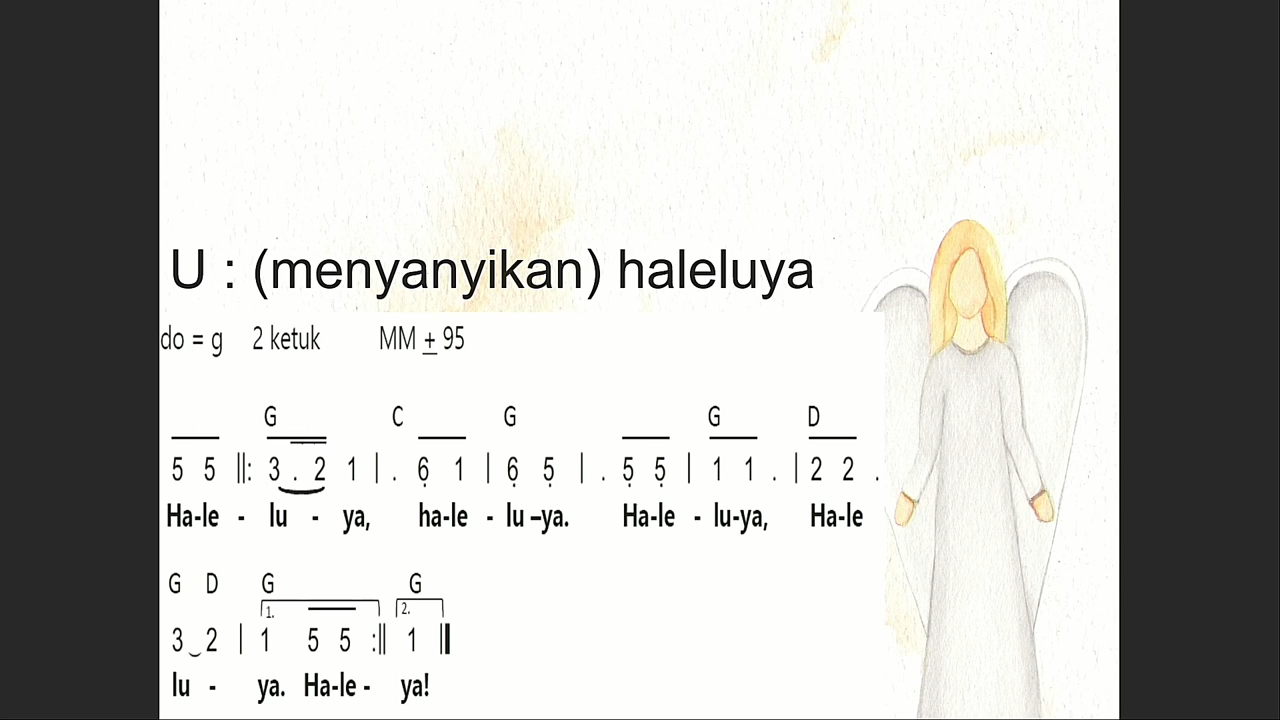 U : (menyanyikan) haleluya
do = g 2 ketuk MM ± 95
G C G G D
5 5 ||: 3 . 2 1 | . 6̣ 1 | 6̣ 5̣ | . 5̣ 5̣ | 1 1 . | 2 2 .
Ha-le - lu - ya, ha-le - lu –ya. Ha-le - lu-ya, Ha-le
G D G G
1. 2.
3 2 | 1 5 5 :|| 1 ||
lu - ya. Ha-le - ya!